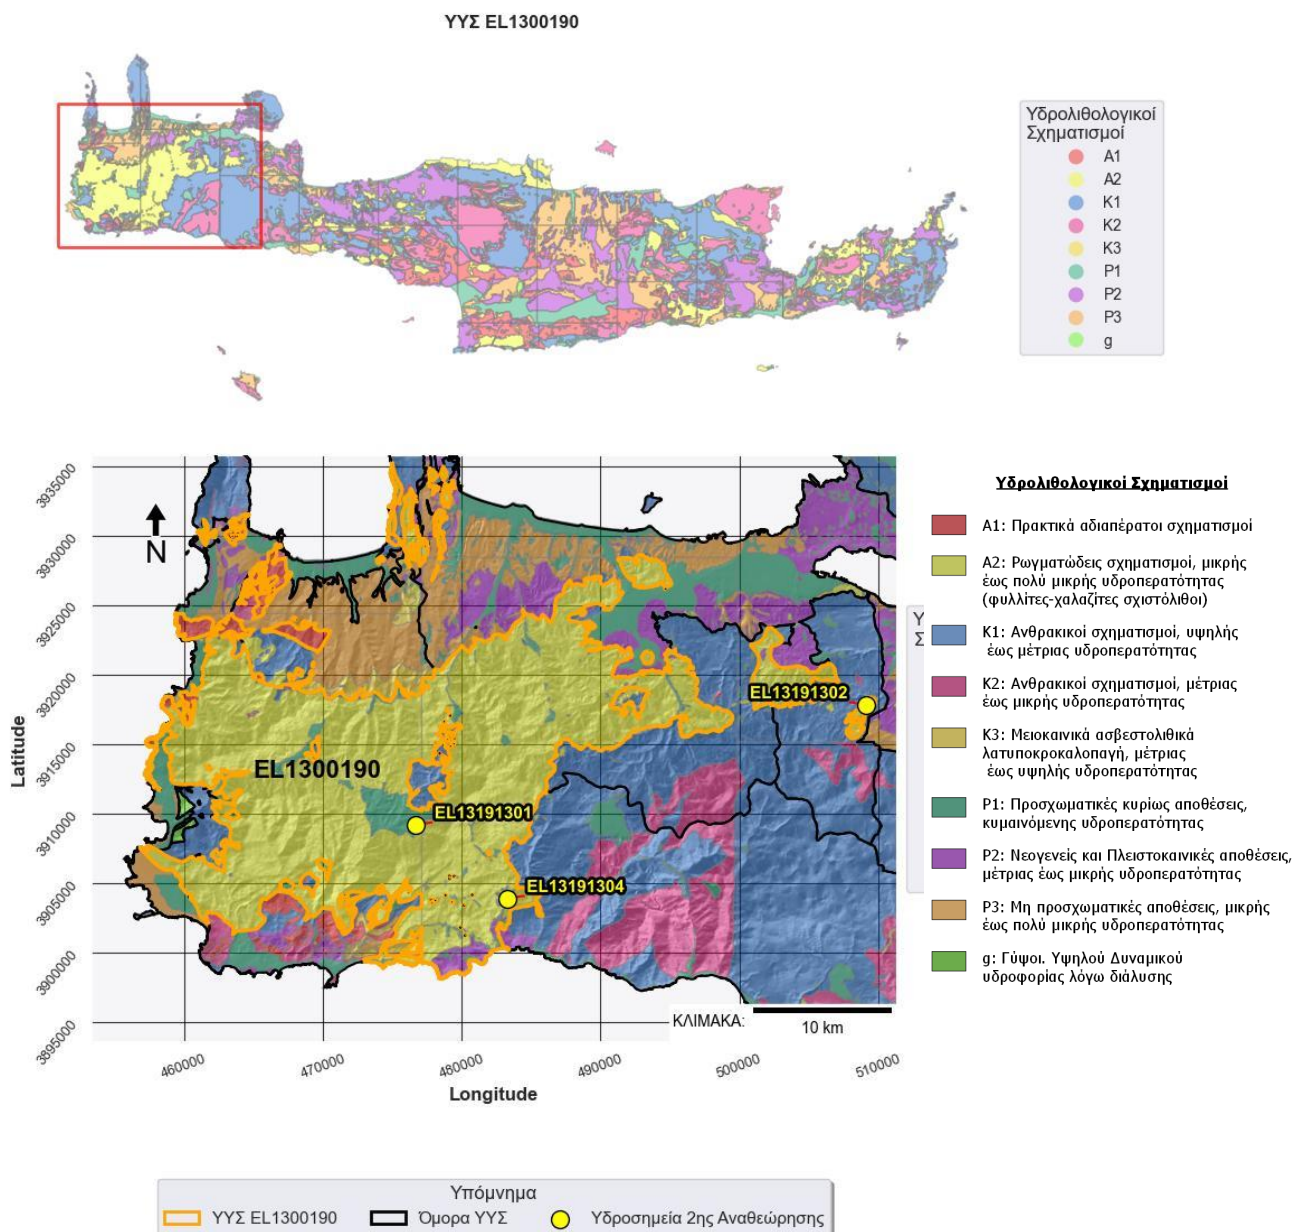 ΥΥΣ EL1300190
Υδρολιθολογικοί
Σχηματισμοί
A1
A2
K1
K2
K3
P1
P2
P3
g
3935000
3930000
3925000
3920000
3915000
3910000
3905000
3900000
3895000
Latitude
N
EL13191302
EL1300190
EL13191301
EL13191304
Υ
Σ
ΚΛΙΜΑΚΑ:
10 km
460000
470000
480000
490000
500000
510000
Longitude
Υδρολιθολογικοί Σχηματισμοί
A1: Πρακτικά αδιαπέρατοι σχηματισμοί
A2: Ρωγματώδεις σχηματισμοί, μικρής
έως πολύ μικρής υδροπερατότητας
(φυλλίτες-χαλαζίτες σχιστόλιθοι)
K1: Ανθρακικοί σχηματισμοί, υψηλής
έως μέτριας υδροπερατότητας
K2: Ανθρακικοί σχηματισμοί, μέτριας
έως μικρής υδροπερατότητας
K3: Μειοκαινικά ασβεστολιθικά
λατυποκροκαλοπαγή, μέτριας
έως υψηλής υδροπερατότητας
P1: Προσχωματικές κυρίως αποθέσεις,
κυμαινόμενης υδροπερατότητας
P2: Νεογενείς και Πλειστοκαινικές αποθέσεις,
μέτριας έως μικρής υδροπερατότητας
P3: Μη προσχωματικές αποθέσεις, μικρής
έως πολύ μικρής υδροπερατότητας
g: Γύψοι. Υψηλού Δυναμικού
υδροφορίας λόγω διάλυσης
Υπόμνημα
ΥΥΣ EL1300190
Όμορα ΥΥΣ
Υδροσημεία 2ης Αναθεώρησης